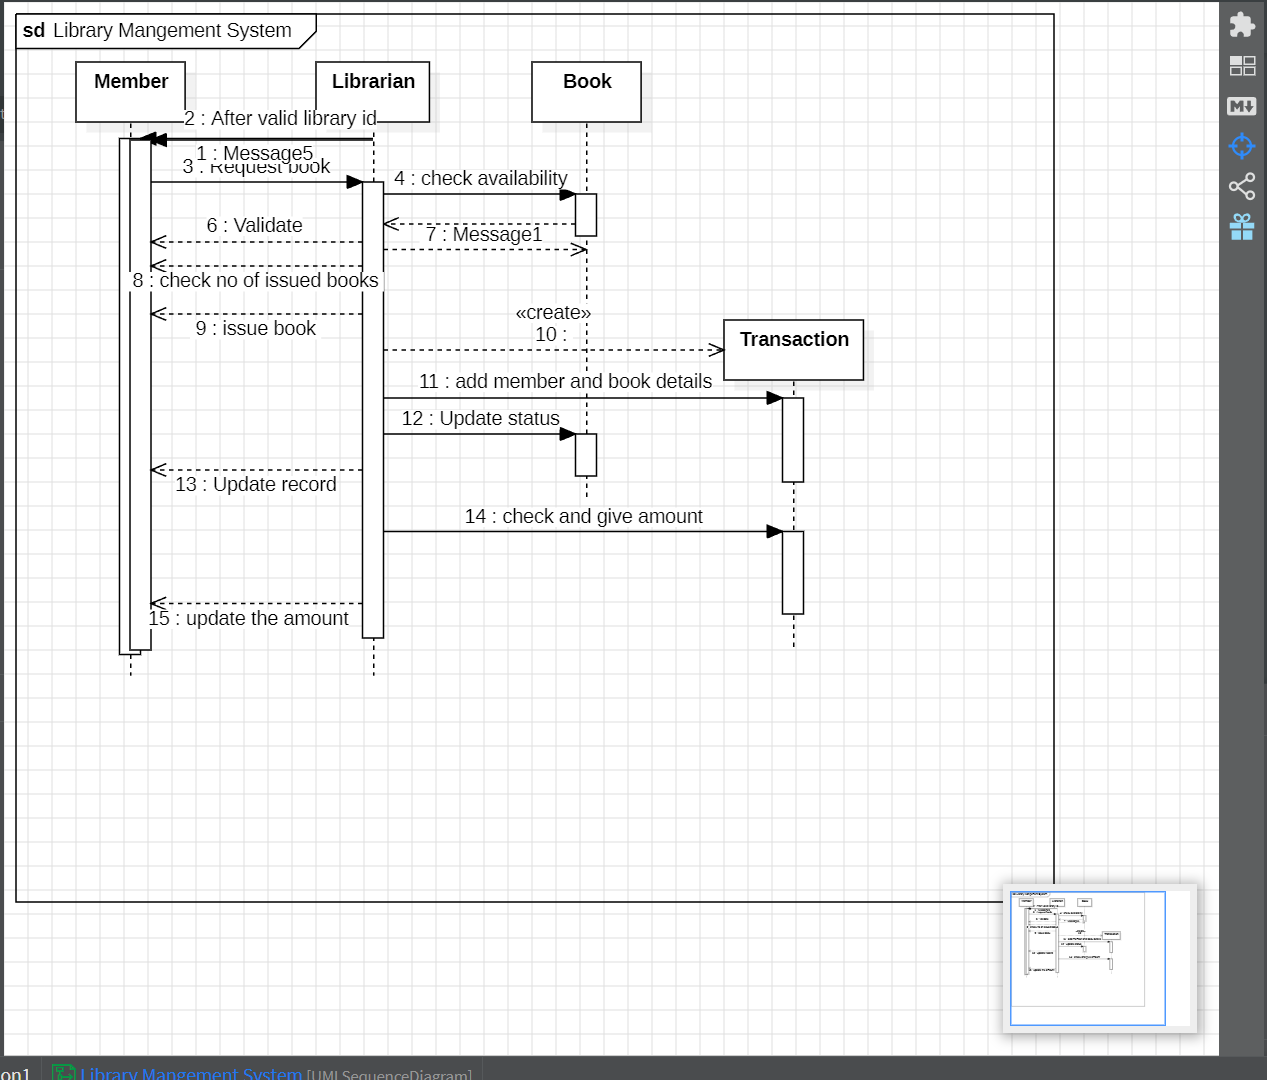 sd Library Mangement System
Member
Librarian
Book
2 : After valid library id
1 : Message5
3 : Request book
4 : check availability
6 : Validate
7 : Message1
8 : check no of issued books
9 : issue book
«create»
10 :
Transaction
11 : add member and book details
12 : Update status
13 : Update record
14 : check and give amount
15 : update the amount
M
on1
Library Mangement System [UMLSequenceDiagram]